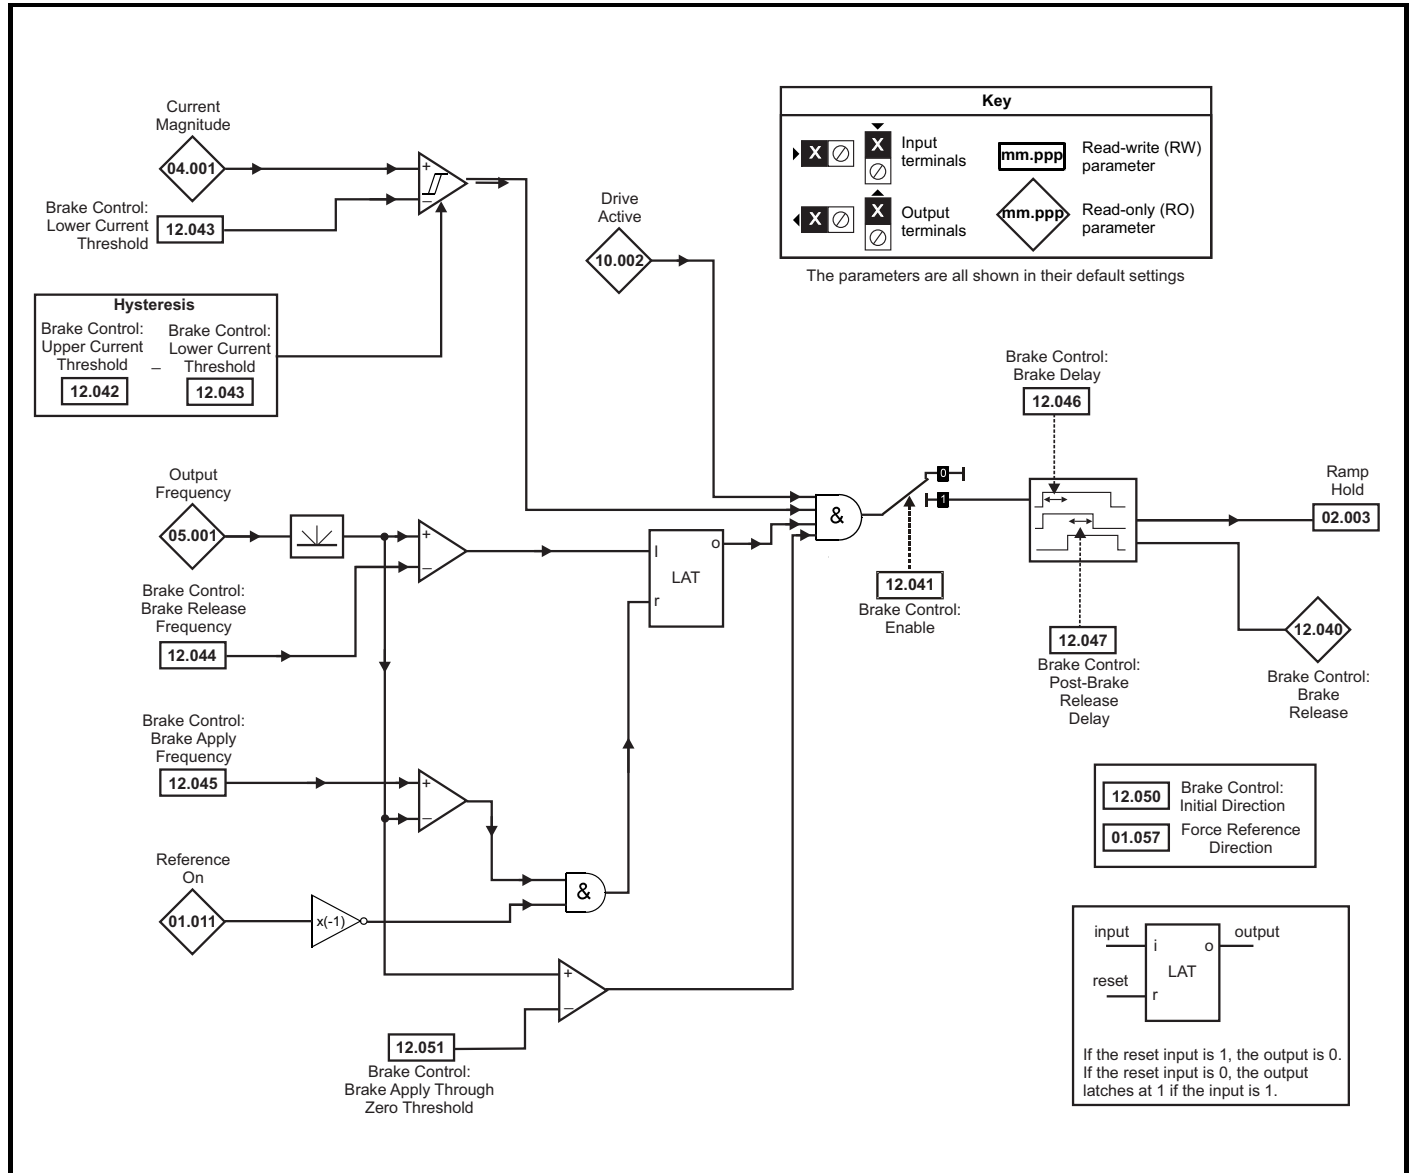 Current
Magnitude
04.001
+
–
Brake Control:
Lower Current
Threshold
12.043
Hysteresis
Brake Control:
Upper Current
Threshold
12.042
–
Brake Control:
Lower Current
Threshold
12.043
Drive
Active
10.002
Key
X
X
Input
terminals
mm.ppp
Read-write (RW)
parameter
X
X
Output
terminals
mm.ppp
Read-only (RO)
parameter
The parameters are all shown in their default settings
Output
Frequency
05.001
+
–
Brake Control:
Brake Release
Frequency
12.044
I
o
LAT
r
&
0
1
12.041
Brake Control:
Enable
Brake Control:
Brake Delay
12.046
12.047
Brake Control:
Post-Brake
Release
Delay
Ramp
Hold
02.003
12.040
Brake Control:
Brake
Release
Brake Control:
Brake Apply
Frequency
12.045
+
–
Reference
On
01.011
x(-1)
&
+
–
12.051
Brake Control:
Brake Apply Through
Zero Threshold
12.050
Brake Control:
Initial Direction
01.057
Force Reference
Direction
input
i
o
output
LAT
reset
r
If the reset input is 1, the output is 0.
If the reset input is 0, the output
latches at 1 if the input is 1.